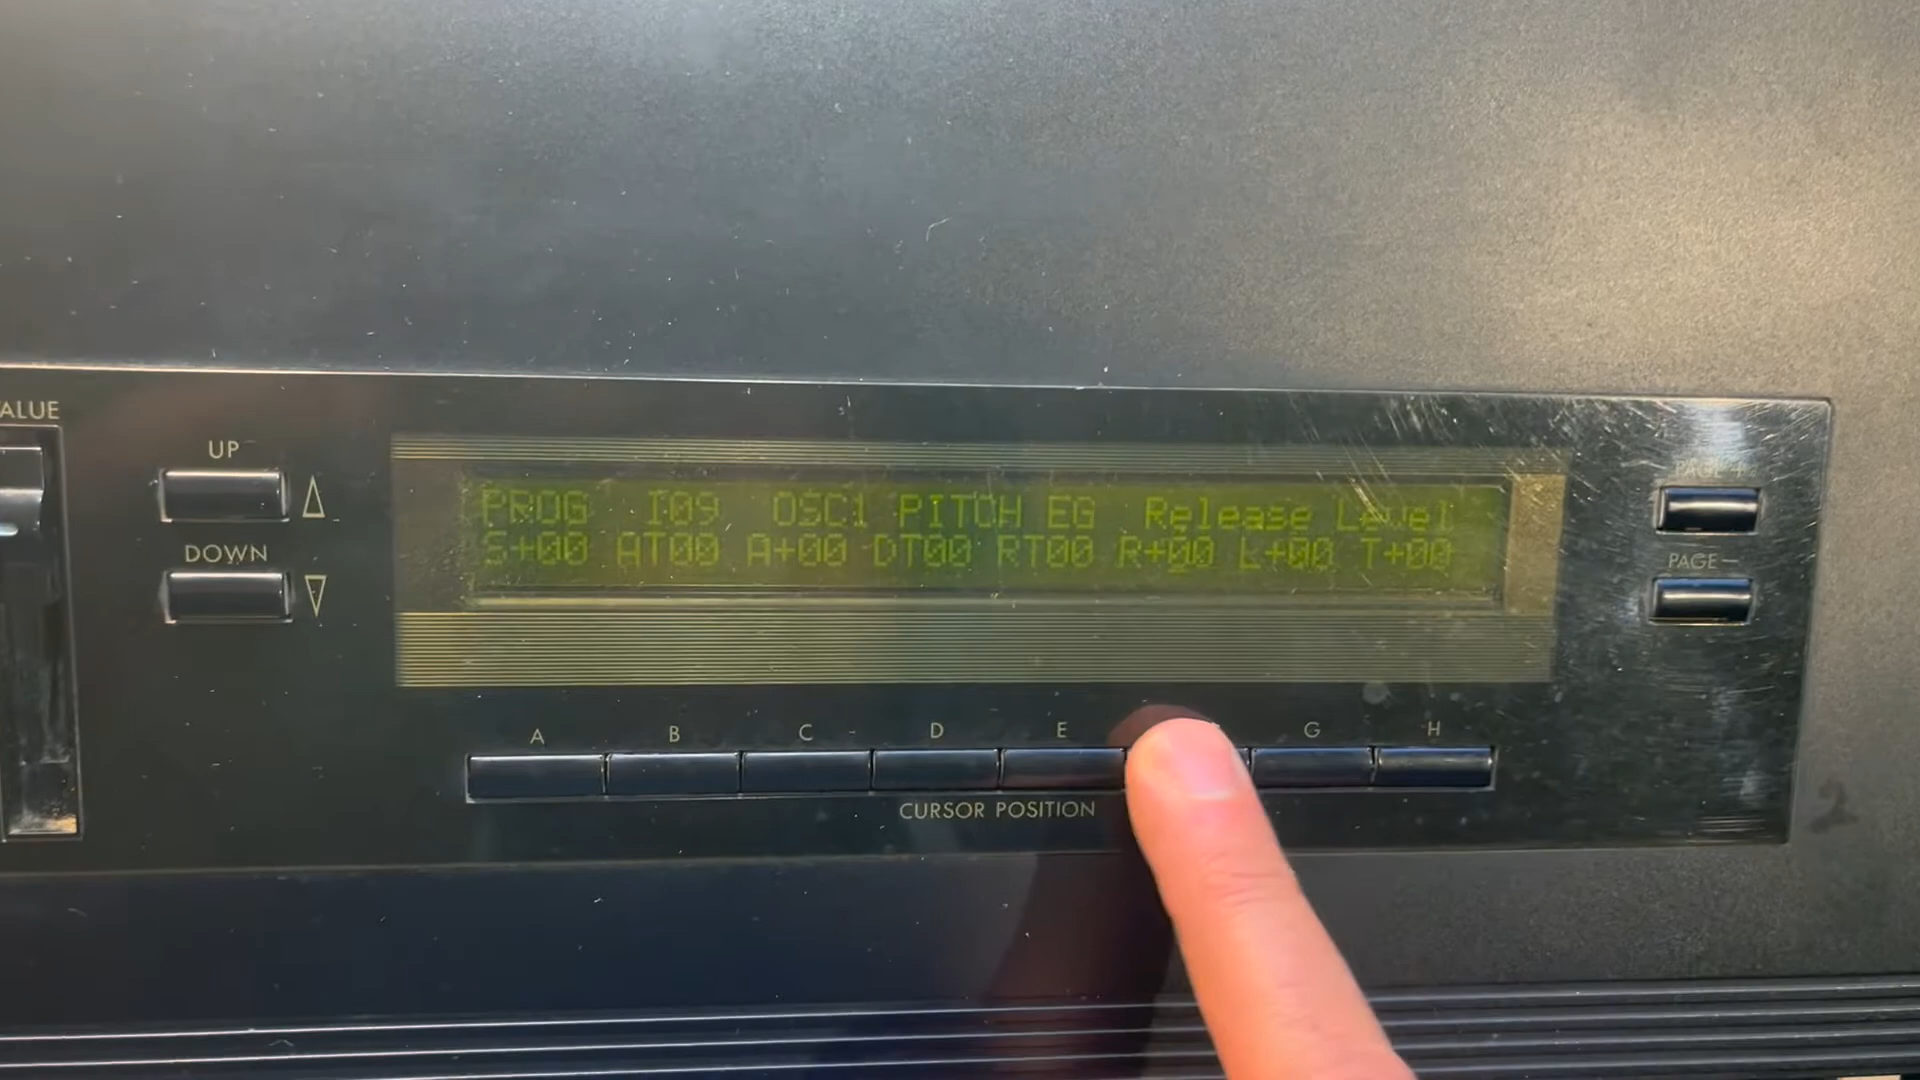 VALUE
UP
DOWN
PROG I09 OSC1 PITCH EG Release Level
S+00 AT00 A+00 DT00 RT00 R+00 L+00 T+00
PAGE +
PAGE −
A B C D E G H
CURSOR POSITION